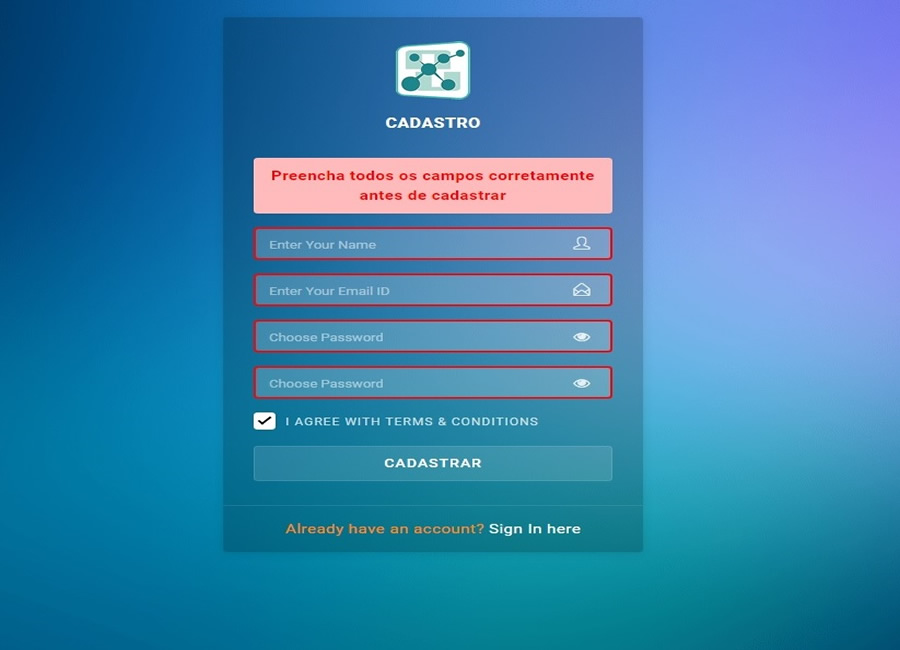 CADASTRO
Preencha todos os campos corretamente
antes de cadastrar
Enter Your Name
Enter Your Email ID
Choose Password
Choose Password
I AGREE WITH TERMS & CONDITIONS
CADASTRAR
Already have an account? Sign In here